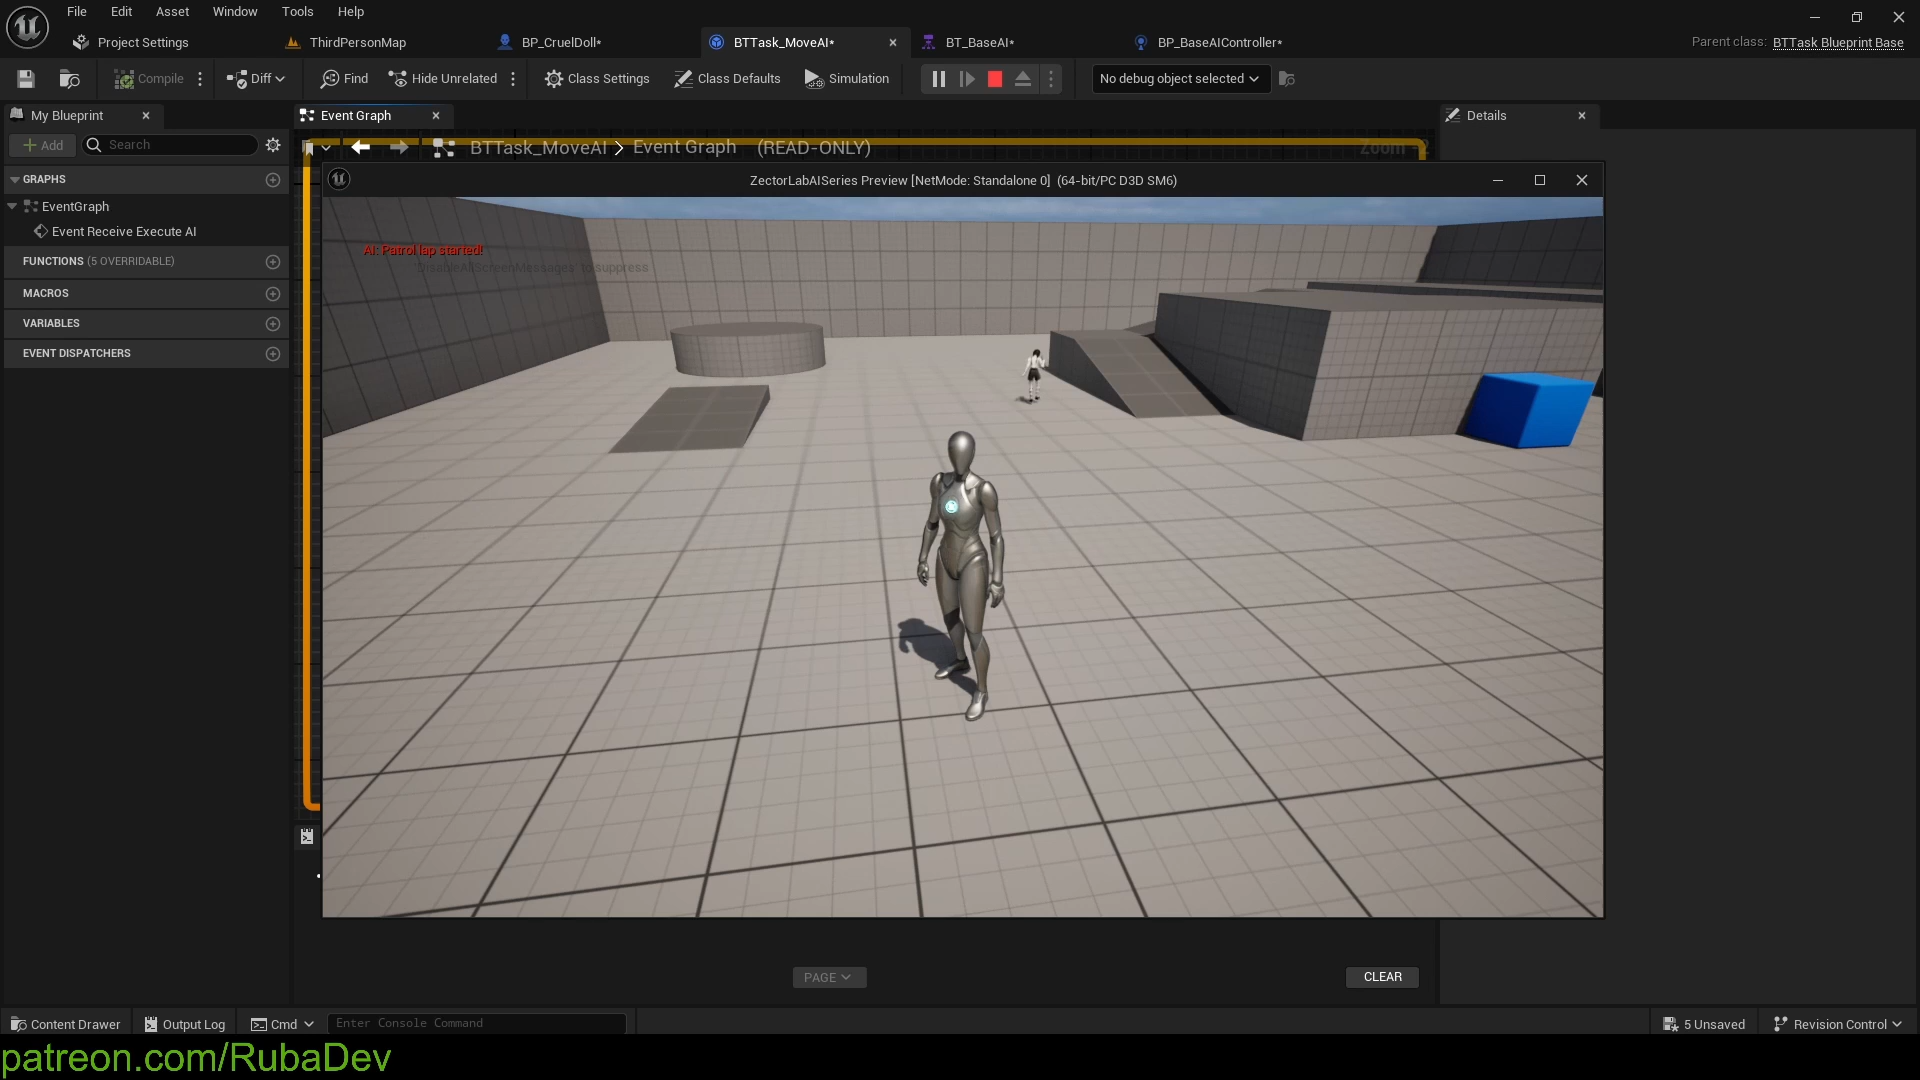 File Edit Asset Window Tools Help
Project Settings ThirdPersonMap BP_CruelDoll* BTTask_MoveAI* BT_BaseAI* BP_BaseAIController* Parent class: BTTask Blueprint Base
Compile Diff Find Hide Unrelated Class Settings Class Defaults Simulation No debug object selected
My Blueprint Event Graph Details
Add Search BTTask_MoveAI Event Graph (READ-ONLY) Zoom
GRAPHS
ZectorLabAISeries Preview [NetMode: Standalone 0] (64-bit/PC D3D SM6)
EventGraph
Event Receive Execute AI
AI: Patrol lap started!
FUNCTIONS (5 OVERRIDABLE)
'DisableAllScreenMessages' to suppress
MACROS
VARIABLES
EVENT DISPATCHERS
PAGE CLEAR
Content Drawer Output Log Cmd Enter Console Command 5 Unsaved Revision Control
patreon.com/RubaDev